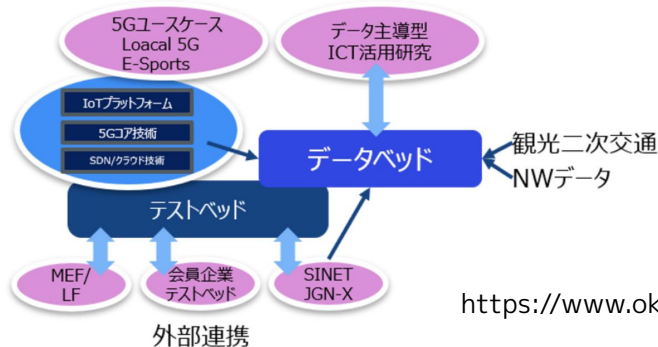 5Gユースケース
Loacal 5G
E-Sports
データ主導型
ICT活用研究
IoTプラットフォーム
5Gコア技術
SDN/クラウド技術
データベッド
観光二次交通
NWデータ
テストベッド
MEF/
LF
会員企業
テストベッド
SINET
JGN-X
外部連携
https://www.ok